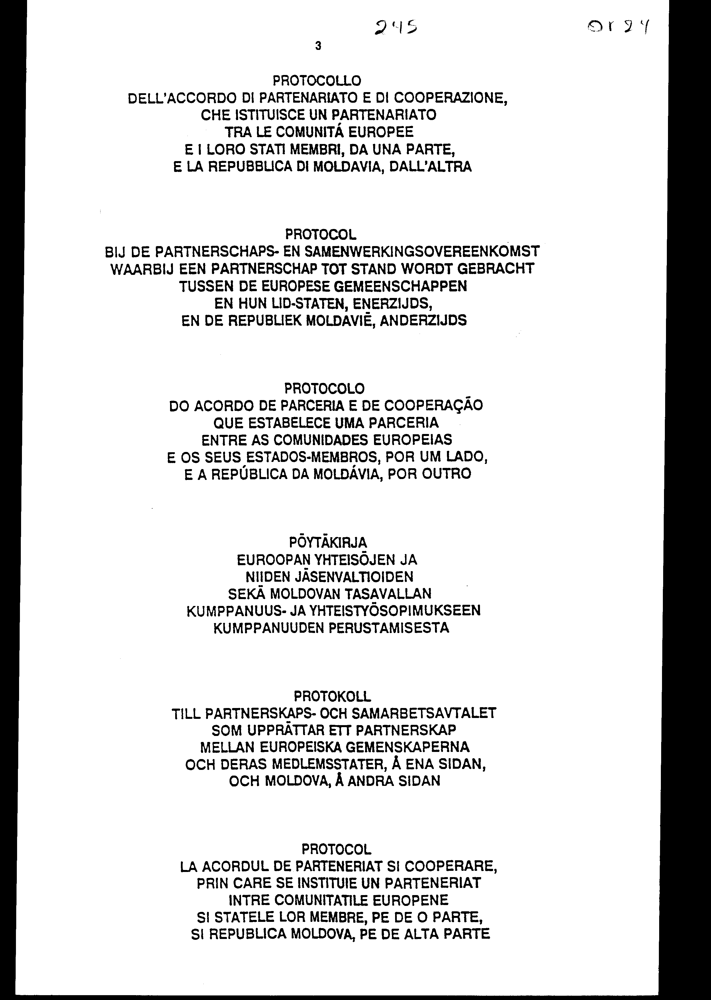 245
Or 24
3
PROTOCOLLO
DELL'ACCORDO DI PARTENARIATO E DI COOPERAZIONE,
CHE ISTITUISCE UN PARTENARIATO
TRA LE COMUNITÁ EUROPEE
E I LORO STATI MEMBRI, DA UNA PARTE,
E LA REPUBBLICA DI MOLDAVIA, DALL'ALTRA
PROTOCOL
BIJ DE PARTNERSCHAPS- EN SAMENWERKINGSOVEREENKOMST
WAARBIJ EEN PARTNERSCHAP TOT STAND WORDT GEBRACHT
TUSSEN DE EUROPESE GEMEENSCHAPPEN
EN HUN LID-STATEN, ENERZIJDS,
EN DE REPUBLIEK MOLDAVIË, ANDERZIJDS
PROTOCOLO
DO ACORDO DE PARCERIA E DE COOPERAÇÃO
QUE ESTABELECE UMA PARCERIA
ENTRE AS COMUNIDADES EUROPEIAS
E OS SEUS ESTADOS-MEMBROS, POR UM LADO,
E A REPÚBLICA DA MOLDÁVIA, POR OUTRO
PÖYTÄKIRJA
EUROOPAN YHTEISÖJEN JA
NIIDEN JÄSENVALTIOIDEN
SEKÄ MOLDOVAN TASAVALLAN
KUMPPANUUS- JA YHTEISTYÖSOPIMUKSEEN
KUMPPANUUDEN PERUSTAMISESTA
PROTOKOLL
TILL PARTNERSKAPS- OCH SAMARBETSAVTALET
SOM UPPRÄTTAR ETT PARTNERSKAP
MELLAN EUROPEISKA GEMENSKAPERNA
OCH DERAS MEDLEMSSTATER, Å ENA SIDAN,
OCH MOLDOVA, Å ANDRA SIDAN
PROTOCOL
LA ACORDUL DE PARTENERIAT SI COOPERARE,
PRIN CARE SE INSTITUIE UN PARTENERIAT
INTRE COMUNITATILE EUROPENE
SI STATELE LOR MEMBRE, PE DE O PARTE,
SI REPUBLICA MOLDOVA, PE DE ALTA PARTE